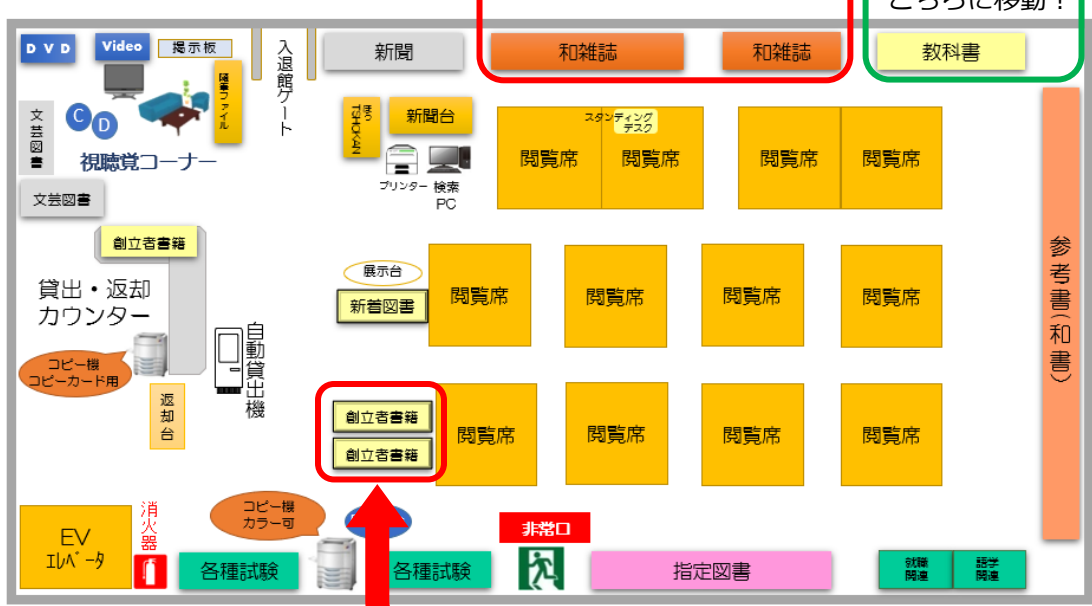 こちらに移動！
DVD
Video
掲示板
入退館ゲート
新聞
和雑誌
和雑誌
教科書
文芸図書
C
D
視聴覚コーナー
文芸図書
新聞台
プリンター
検索
PC
スタンディング
デスク
閲覧席
閲覧席
閲覧席
閲覧席
参考書（和書）
創立者書籍
貸出・返却
カウンター
展示台
新着図書
閲覧席
閲覧席
閲覧席
閲覧席
自動貸出機
コピー機
コピーカード用
返却台
創立者書籍
創立者書籍
閲覧席
閲覧席
閲覧席
閲覧席
EV
エレベータ
消火器
コピー機
カラー可
各種試験
各種試験
非常口
指定図書
就職
関連
語学
関連